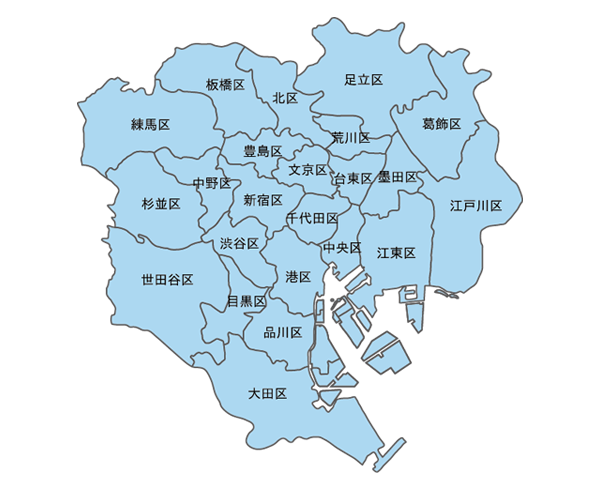 足立区
板橋区
北区
練馬区
葛飾区
荒川区
豊島区
文京区
台東区
墨田区
中野区
杉並区
新宿区
江戸川区
千代田区
渋谷区
中央区
江東区
世田谷区
港区
目黒区
品川区
大田区